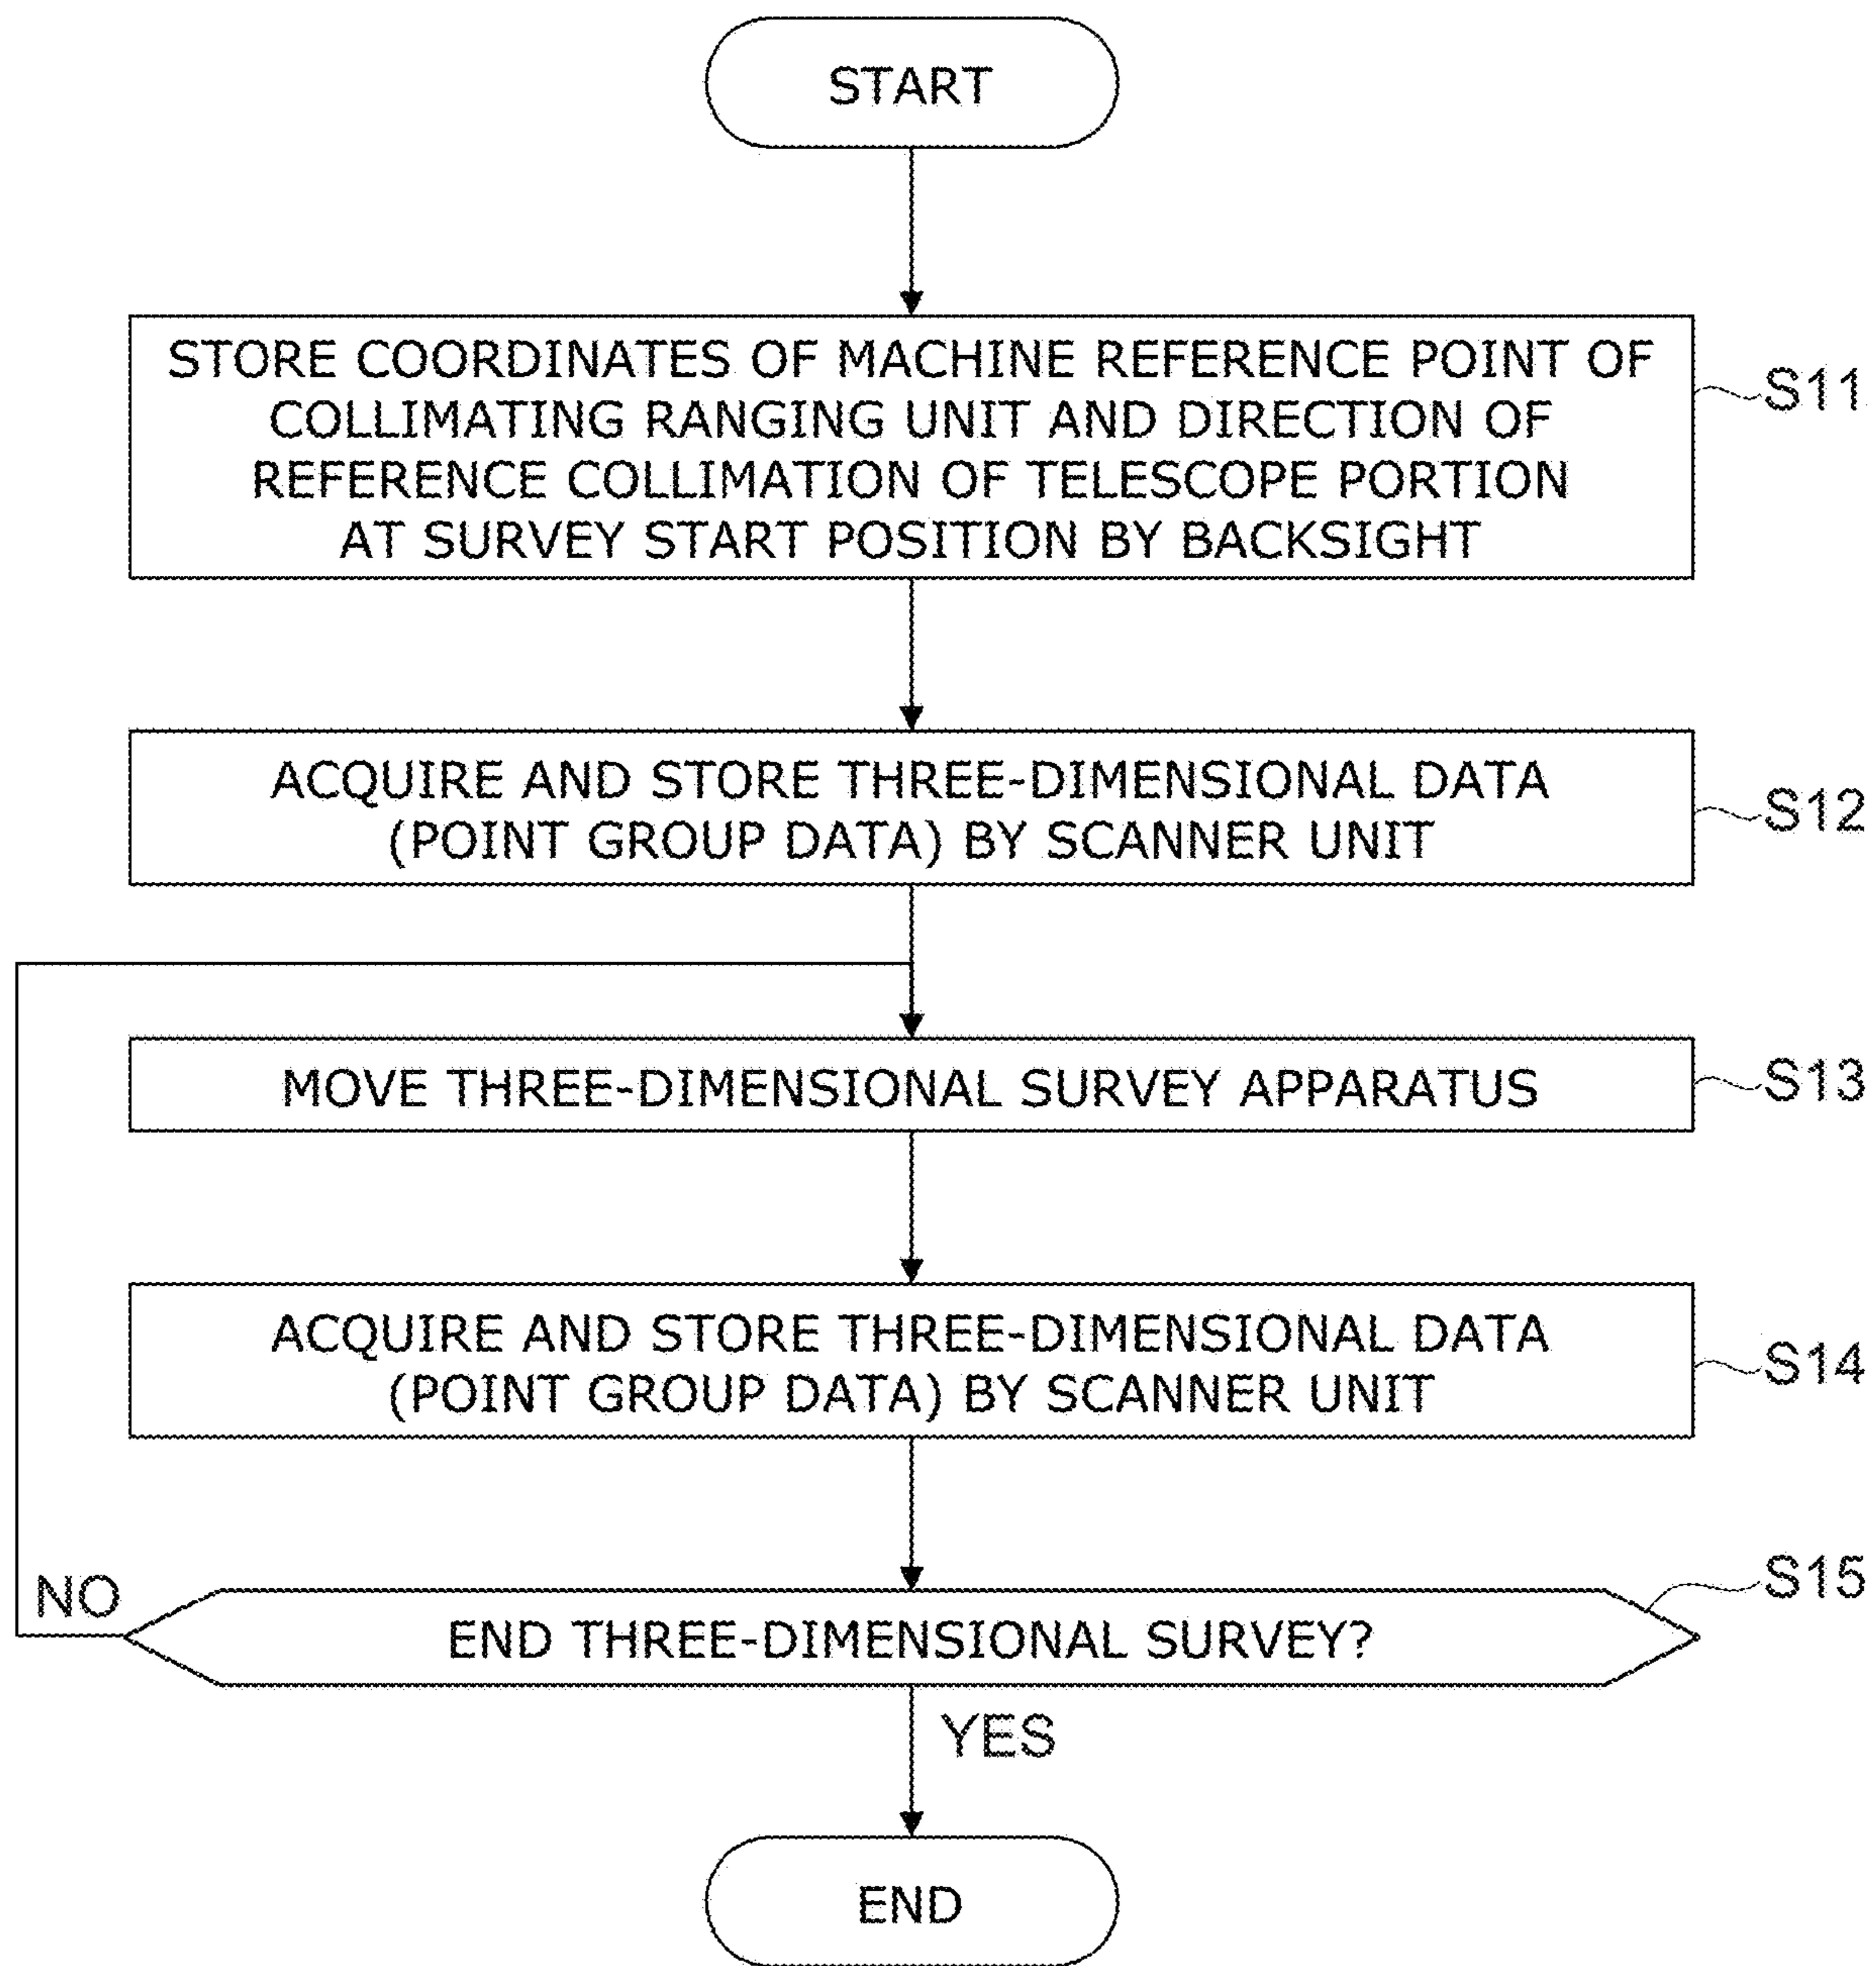 START
STORE COORDINATES OF MACHINE REFERENCE POINT OF
COLLIMATING RANGING UNIT AND DIRECTION OF
REFERENCE COLLIMATION OF TELESCOPE PORTION
AT SURVEY START POSITION BY BACKSIGHT
S11
ACQUIRE AND STORE THREE-DIMENSIONAL DATA
(POINT GROUP DATA) BY SCANNER UNIT
S12
MOVE THREE-DIMENSIONAL SURVEY APPARATUS
S13
ACQUIRE AND STORE THREE-DIMENSIONAL DATA
(POINT GROUP DATA) BY SCANNER UNIT
S14
NO
END THREE-DIMENSIONAL SURVEY?
S15
YES
END